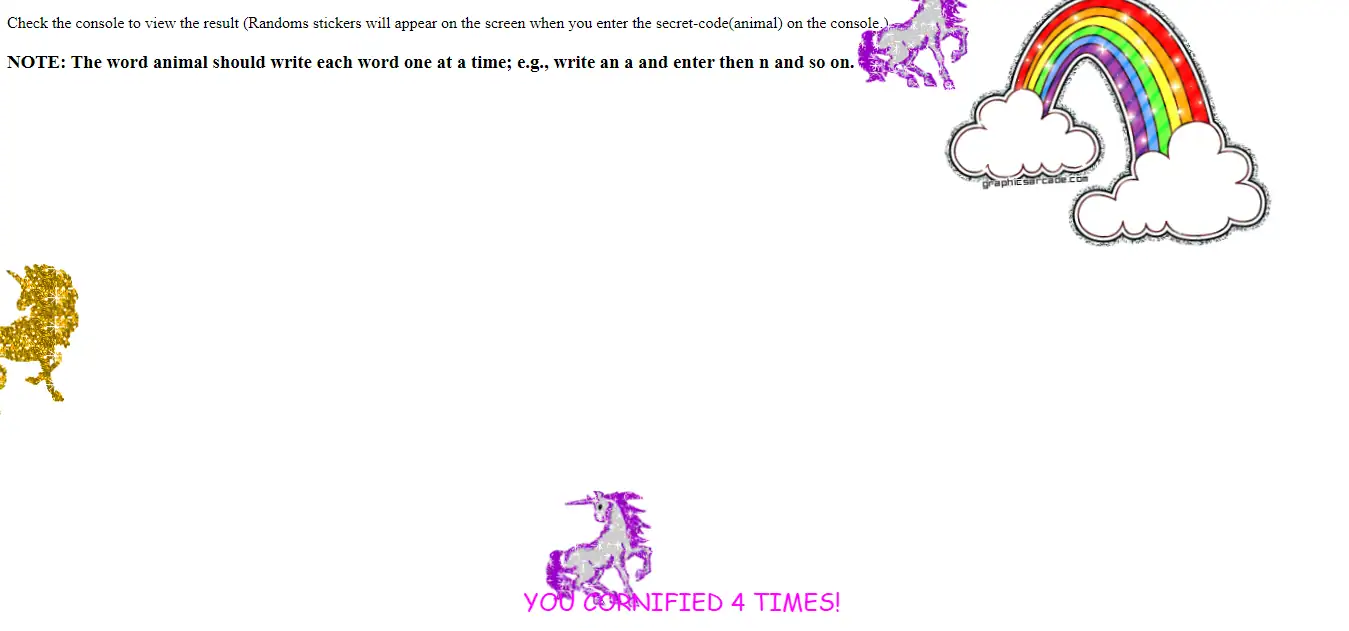 Check the console to view the result (Randoms stickers will appear on the screen when you enter the secret-code(animal) on the console.)
NOTE: The word animal should write each word one at a time; e.g., write an a and enter then n and so on.
graphicsarcade.com
YOU CORNIFIED 4 TIMES!